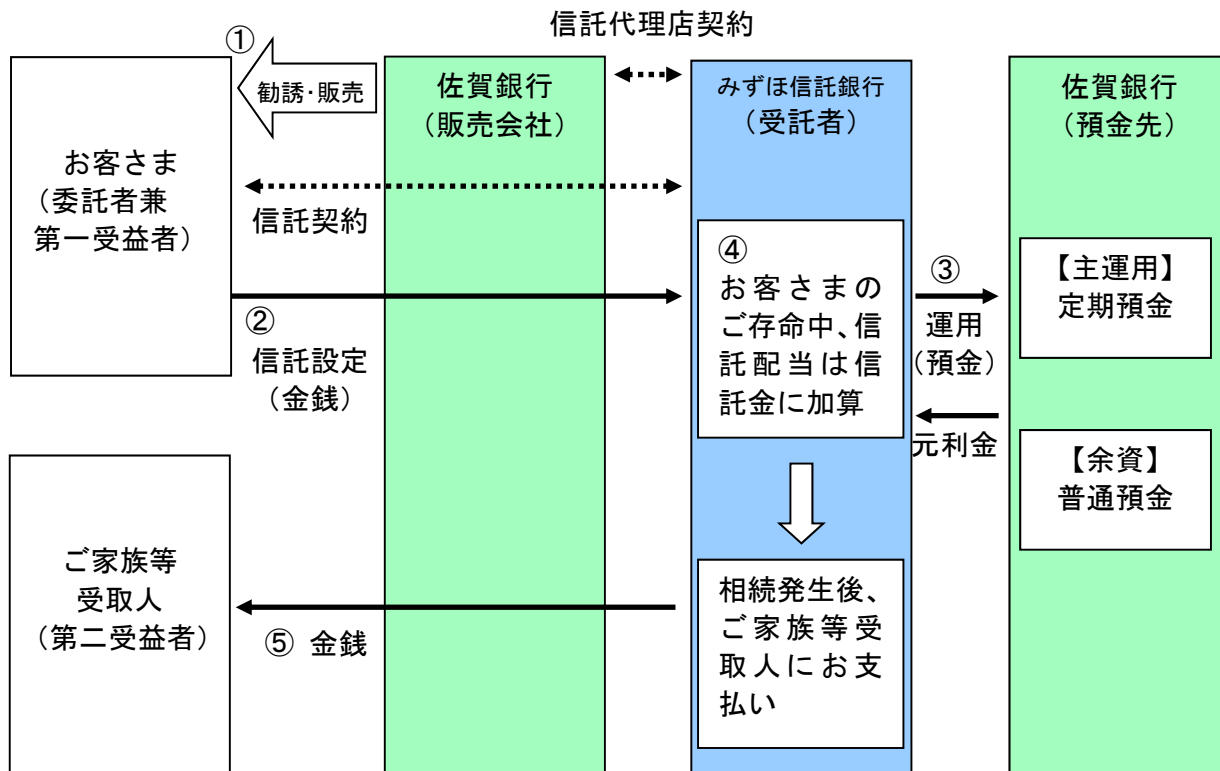 信託代理店契約
①
勧誘・販売
佐賀銀行
（販売会社）
みずほ信託銀行
（受託者）
佐賀銀行
（預金先）
お客さま
（委託者兼
第一受益者）
信託契約
②
信託設定
（金銭）
④
お客さまの
ご存命中、信
託配当は信
託金に加算
③
運用
（預金）
元利金
【主運用】
定期預金
【余資】
普通預金
ご家族等
受取人
（第二受益者）
⑤ 金銭
相続発生後、
ご家族等受
取人にお支
払い